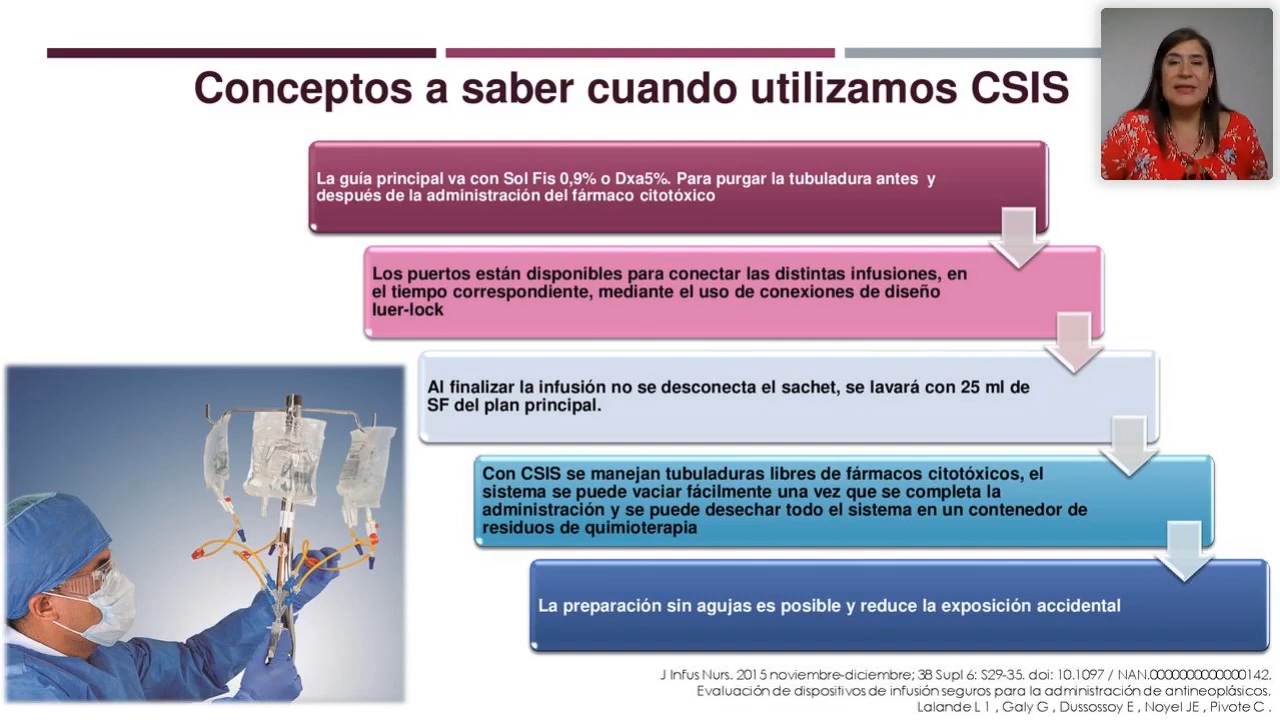 Conceptos a saber cuando utilizamos CSIS
La guía principal va con Sol Fis 0,9% o Dxa5%. Para purgar la tubuladura antes y
después de la administración del fármaco citotóxico
Los puertos están disponibles para conectar las distintas infusiones, en
el tiempo correspondiente, mediante el uso de conexiones de diseño
luer-lock
Al finalizar la infusión no se desconecta el sachet, se lavará con 25 ml de
SF del plan principal.
Con CSIS se manejan tubuladuras libres de fármacos citotóxicos, el
sistema se puede vaciar fácilmente una vez que se completa la
administración y se puede desechar todo el sistema en un contenedor de
residuos de quimioterapia
La preparación sin agujas es posible y reduce la exposición accidental
J Infus Nurs. 2015 noviembre-diciembre; 38 Supl 6: S29-35. doi: 10.1097 / NAN.0000000000000142.
Evaluación de dispositivos de infusión seguros para la administración de antineoplásicos.
Lalande L 1 , Galy G , Dussossoy E , Noyel JE , Pivote C .